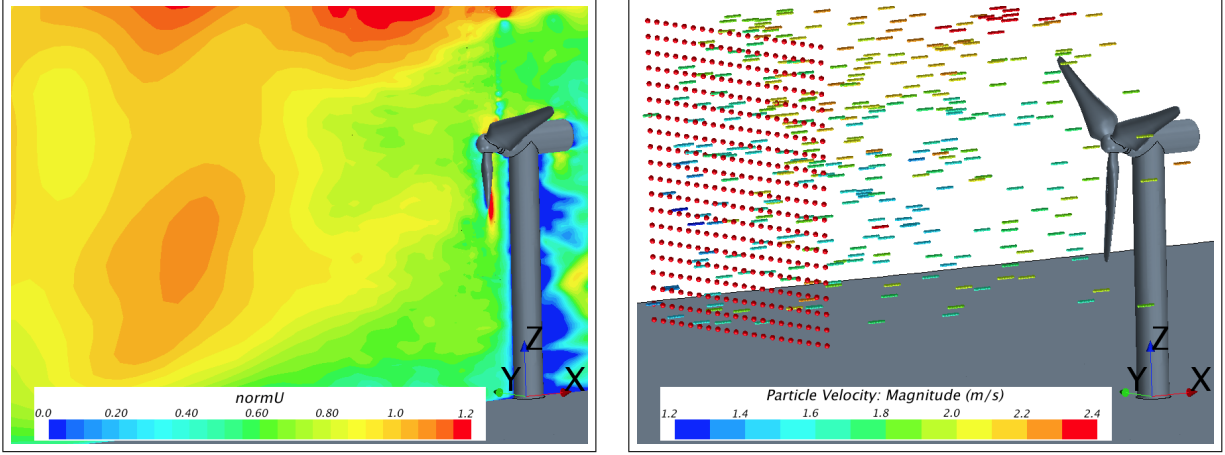 Z
Y X
normU
0.0 0.20 0.40 0.60 0.80 1.0 1.2
Z
Y X
Particle Velocity: Magnitude (m/s)
1.2 1.4 1.6 1.8 2.0 2.2 2.4